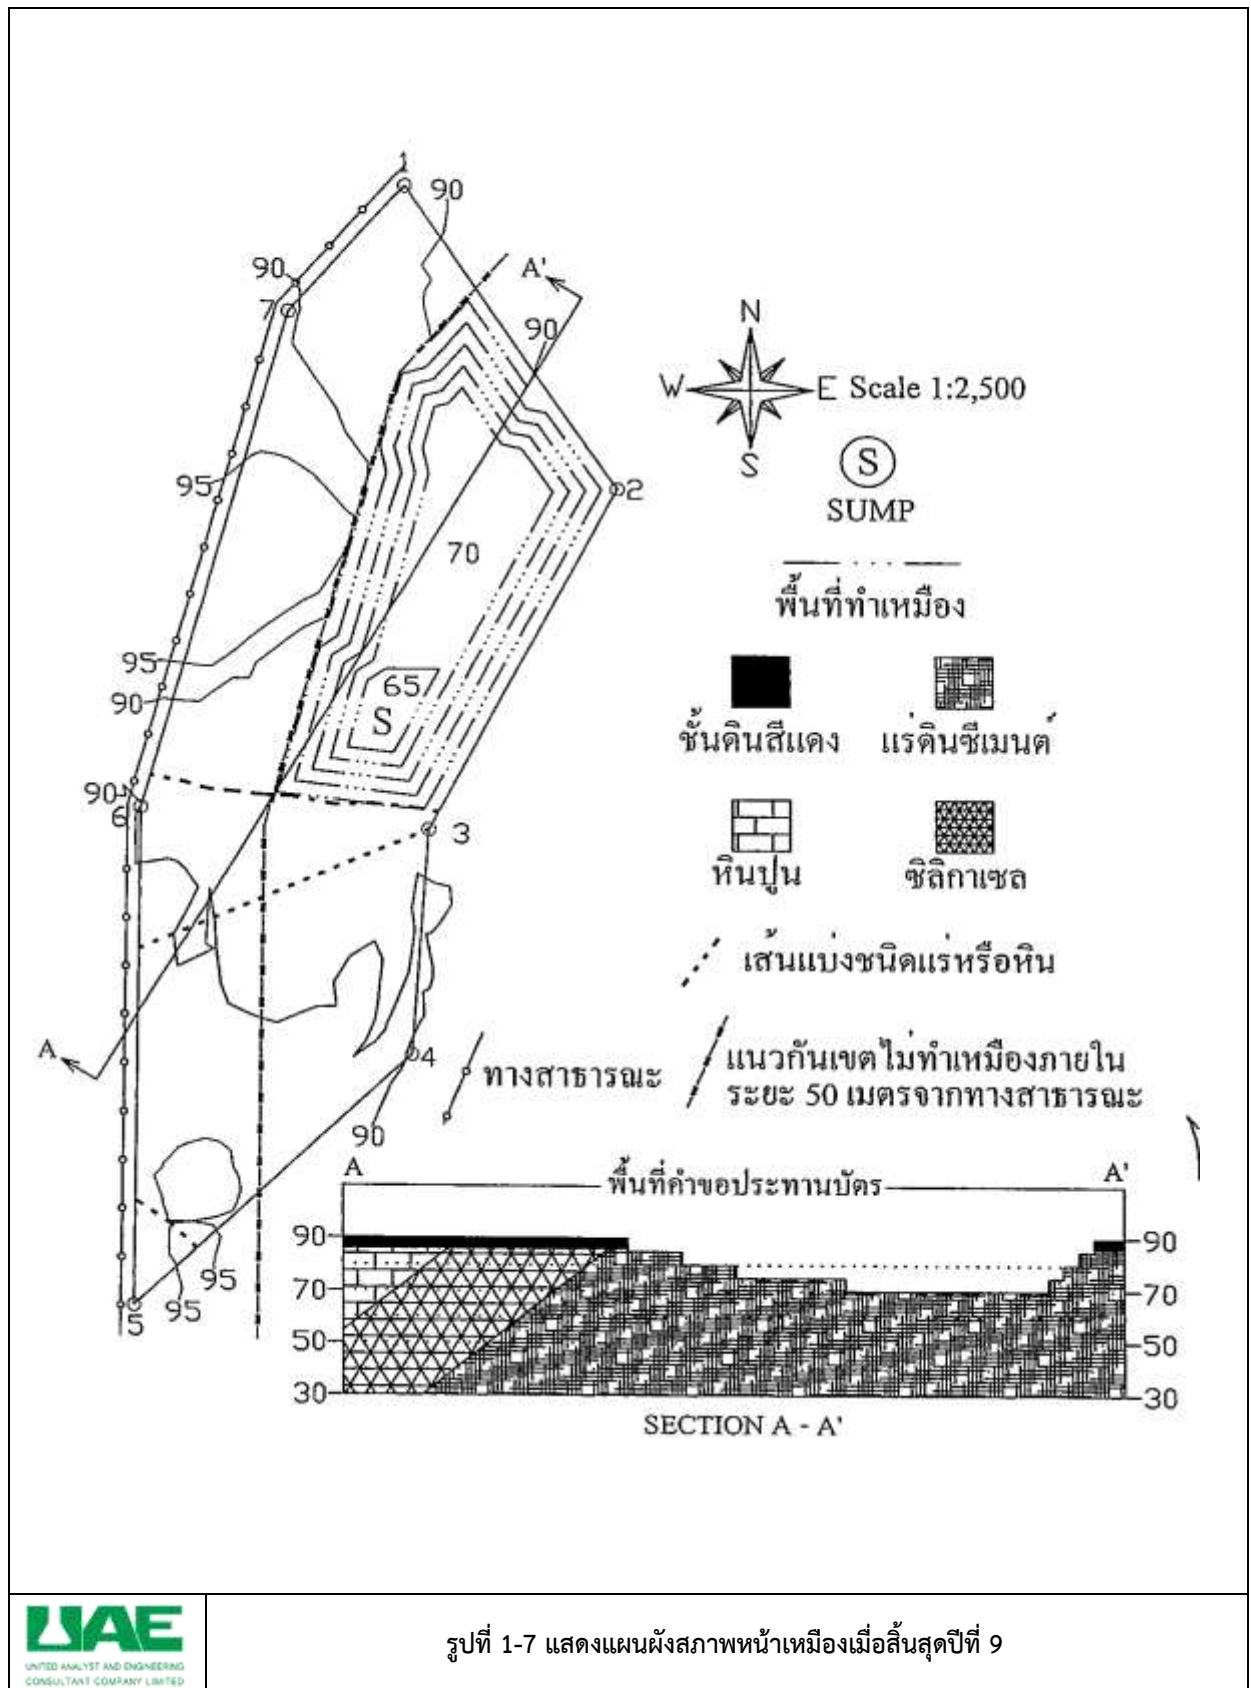 1
90
A'
90
7
90
N
W
E Scale 1:2,500
S
S
SUMP
2
95
70
พื้นที่ทำเหมือง
95
65
90
S
ชั้นดินสีแดง
แร่ดินซีเมนต์
90
6
3
หินปูน
ซิลิกาเซล
เส้นแบ่งชนิดแร่หรือหิน
A
4
ทางสาธารณะ
แนวกันเขตไม่ทำเหมืองภายใน
ระยะ 50 เมตรจากทางสาธารณะ
90
95
95
5
A
พื้นที่คำขอประทานบัตร
A'
90
90
70
70
50
50
30
30
SECTION A - A'
UAE
UNITED ANALYST AND ENGINEERING
CONSULTANT COMPANY LIMITED
รูปที่ 1-7 แสดงแผนผังสภาพหน้าเหมืองเมื่อสิ้นสุดปีที่ 9